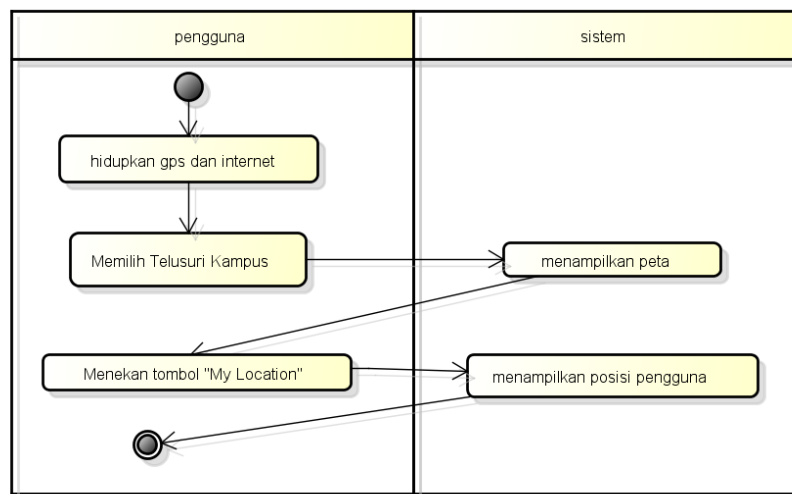 pengguna
sistem
hidupkan gps dan internet
Memilih Telusuri Kampus
menampilkan peta
Menekan tombol "My Location"
menampilkan posisi pengguna